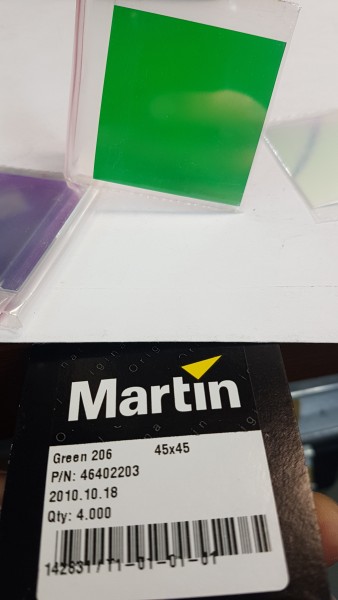 Martin
Green 206 45x45
P/N: 46402203
2010.10.18
Qty: 4.000